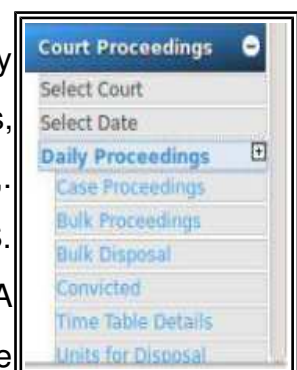 Court Proceedings
y
Select Court
s,
Select Date
Daily Proceedings
Case Proceedings
Bulk Proceedings
Bulk Disposal
Convicted
A
Time Table Details
e
Units for Disposal